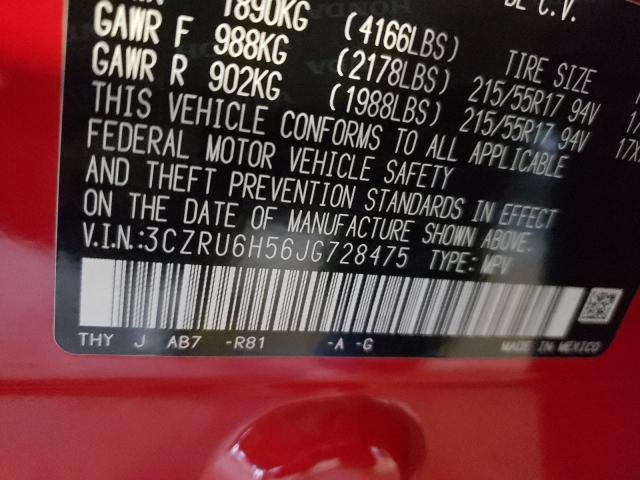 DE C.V.
1890KG (4166LBS)
GAWR F 988KG (2178LBS) TIRE SIZE
GAWR R 902KG (1988LBS) 215/55R17 94V
215/55R17 94V 17X
THIS VEHICLE CONFORMS TO ALL APPLICABLE
FEDERAL MOTOR VEHICLE SAFETY
AND THEFT PREVENTION STANDARDS IN EFFECT
ON THE DATE OF MANUFACTURE SHOWN ABOVE.
V.I.N.:3CZRU6H56JG728475 TYPE: MPV
THY J AB7 -R81 -A -G MADE IN MEXICO